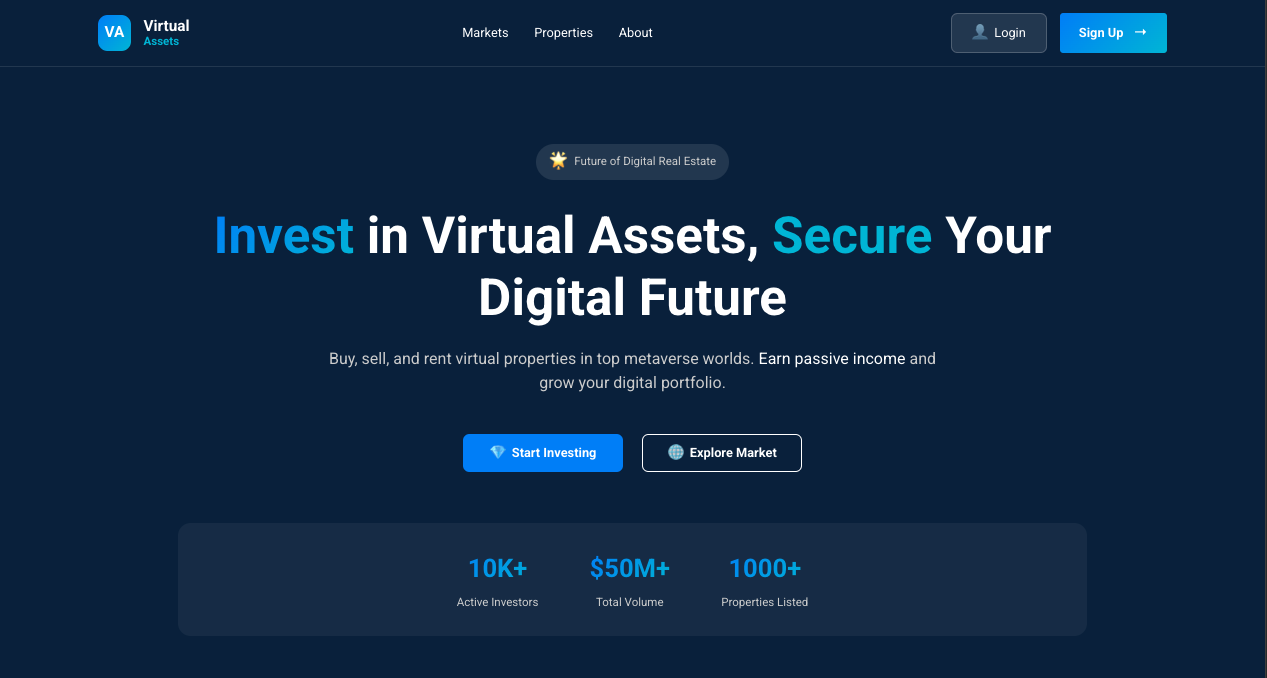 VA
Virtual
Assets
Markets
Properties
About
Login
Sign Up →
Future of Digital Real Estate
Invest in Virtual Assets, Secure Your
Digital Future
Buy, sell, and rent virtual properties in top metaverse worlds. Earn passive income and
grow your digital portfolio.
Start Investing
Explore Market
10K+
Active Investors
$50M+
Total Volume
1000+
Properties Listed